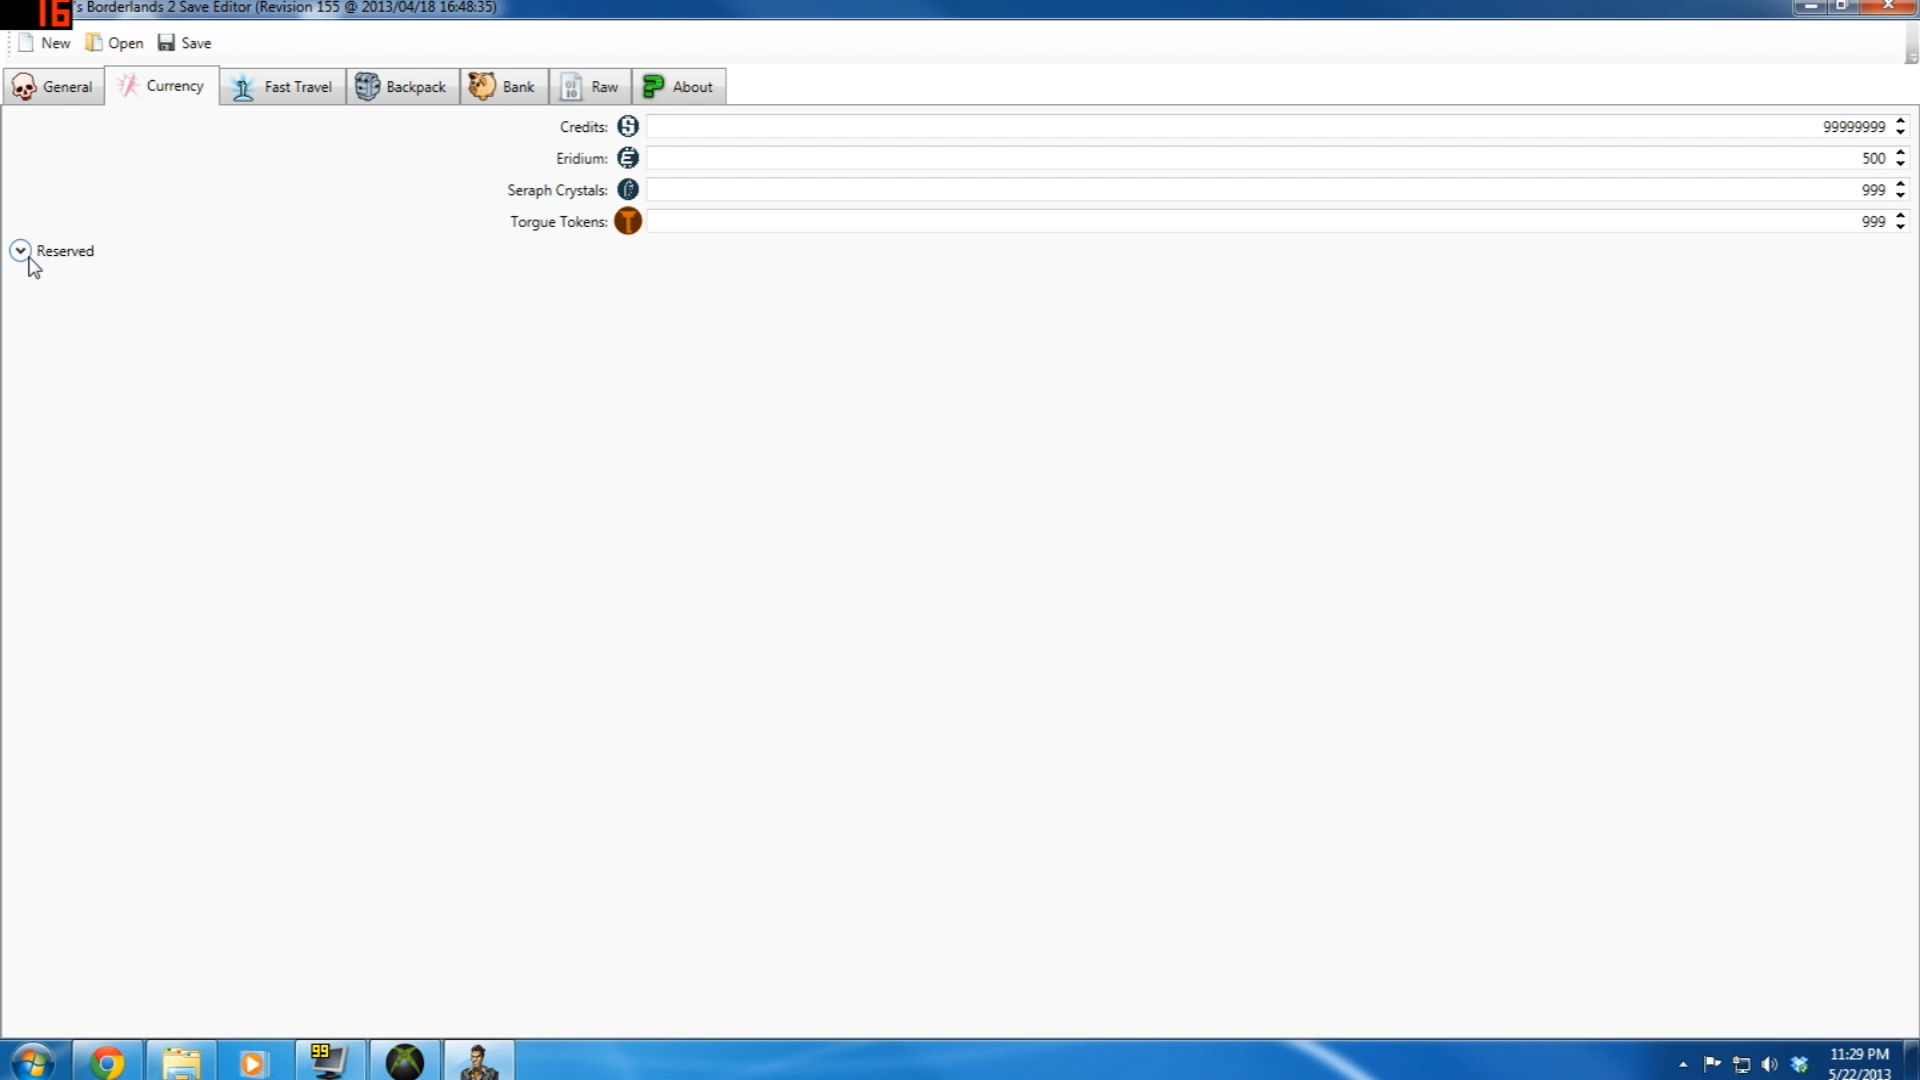 16
's Borderlands 2 Save Editor (Revision 155 @ 2013/04/18 16:48:35)
New Open Save
General Currency Fast Travel Backpack Bank Raw About
Credits: 99999999
Eridium: 500
Seraph Crystals: 999
Torgue Tokens: 999
Reserved
99
11:29 PM
5/22/2013